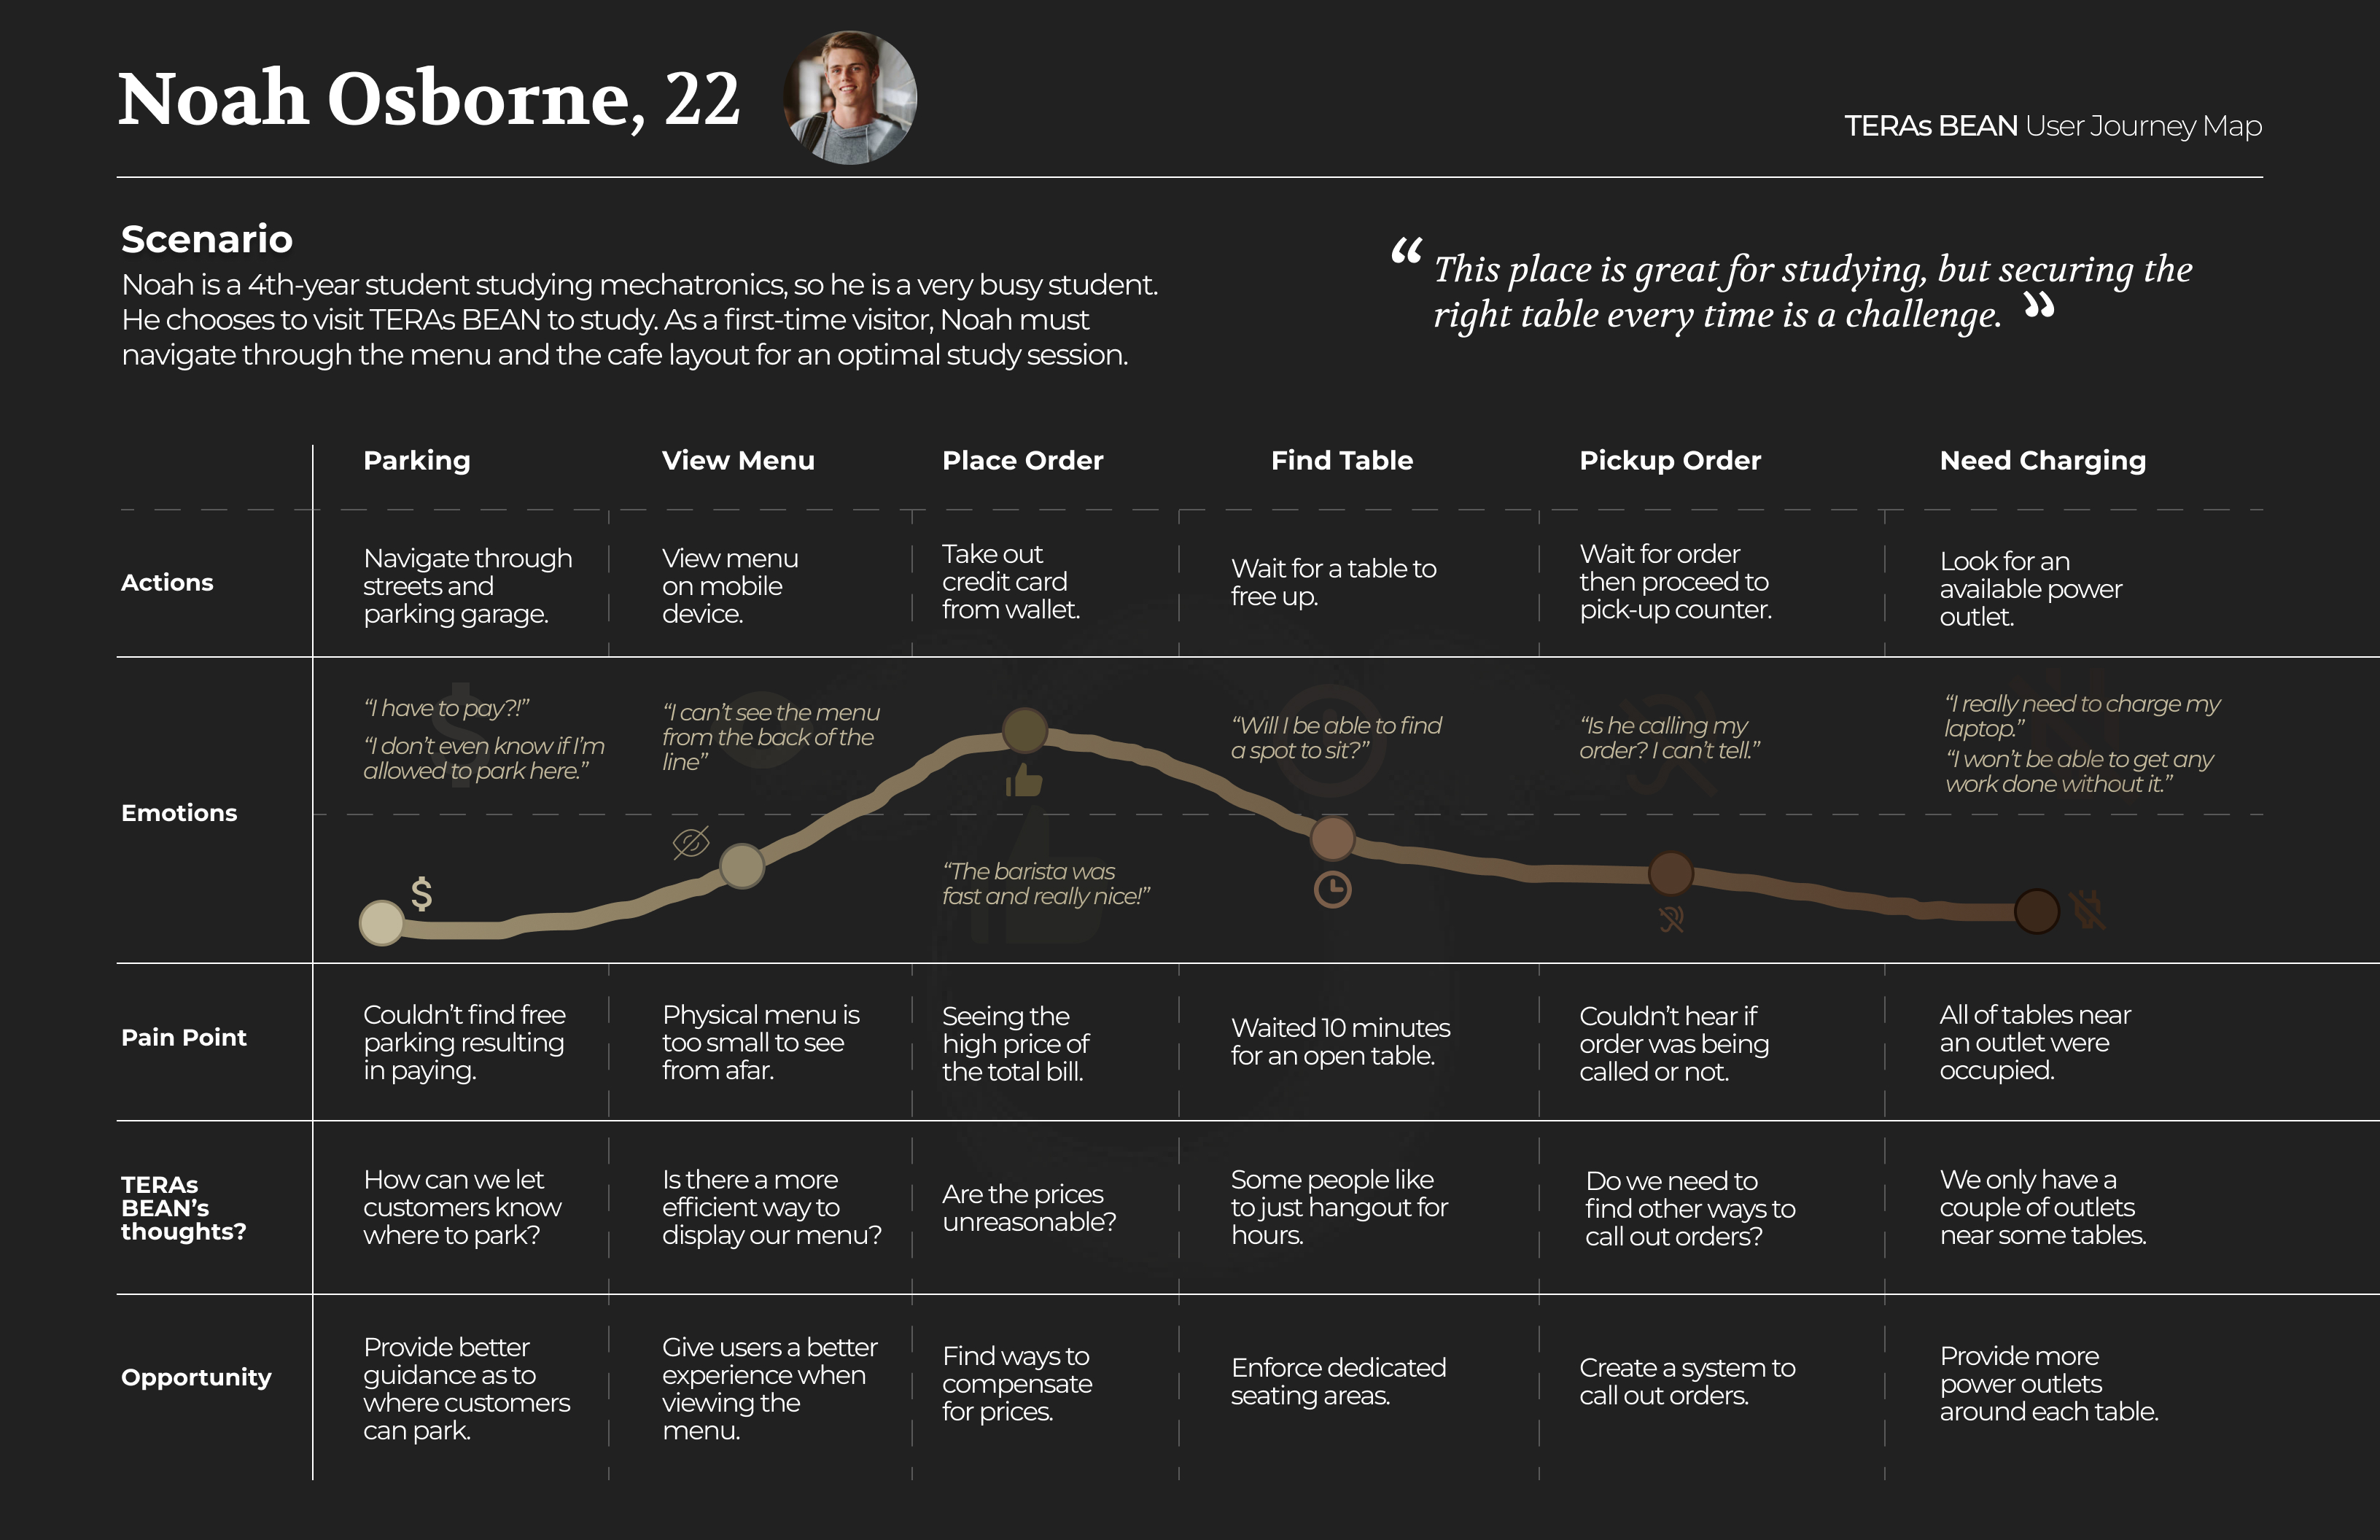 Noah Osborne, 22
TERAs BEAN User Journey Map
Scenario
Noah is a 4th-year student studying mechatronics, so he is a very busy student.
He chooses to visit TERAs BEAN to study. As a first-time visitor, Noah must
navigate through the menu and the cafe layout for an optimal study session.
“ This place is great for studying, but securing the
right table every time is a challenge. ”
Parking
View Menu
Place Order
Find Table
Pickup Order
Need Charging
Actions
Navigate through
streets and
parking garage.
View menu
on mobile
device.
Take out
credit card
from wallet.
Wait for a table to
free up.
Wait for order
then proceed to
pick-up counter.
Look for an
available power
outlet.
Emotions
“I have to pay?!”
“I don’t even know if I’m
allowed to park here.”
“I can’t see the menu
from the back of the
line”
“The barista was
fast and really nice!”
“Will I be able to find
a spot to sit?”
“Is he calling my
order? I can’t tell.”
“I really need to charge my
laptop.”
“I won’t be able to get any
work done without it.”
$
Pain Point
Couldn’t find free
parking resulting
in paying.
Physical menu is
too small to see
from afar.
Seeing the
high price of
the total bill.
Waited 10 minutes
for an open table.
Couldn’t hear if
order was being
called or not.
All of tables near
an outlet were
occupied.
TERAs
BEAN’s
thoughts?
How can we let
customers know
where to park?
Is there a more
efficient way to
display our menu?
Are the prices
unreasonable?
Some people like
to just hangout for
hours.
Do we need to
find other ways to
call out orders?
We only have a
couple of outlets
near some tables.
Opportunity
Provide better
guidance as to
where customers
can park.
Give users a better
experience when
viewing the
menu.
Find ways to
compensate
for prices.
Enforce dedicated
seating areas.
Create a system to
call out orders.
Provide more
power outlets
around each table.